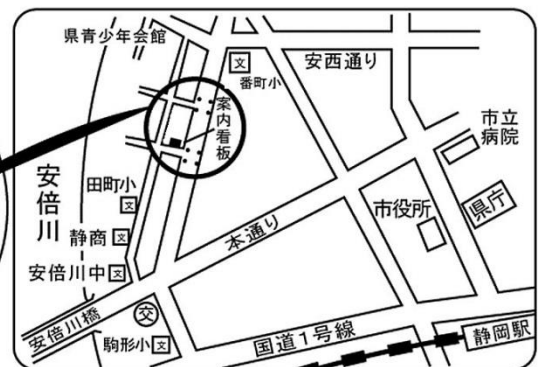 県青少年会館
文
番町小
安西通り
案内看板
市立
病院
安倍川
田町小
文
静商
文
安倍川中
文
本通り
市役所
県庁
安倍川橋
交
駒形小
文
国道1号線
静岡駅